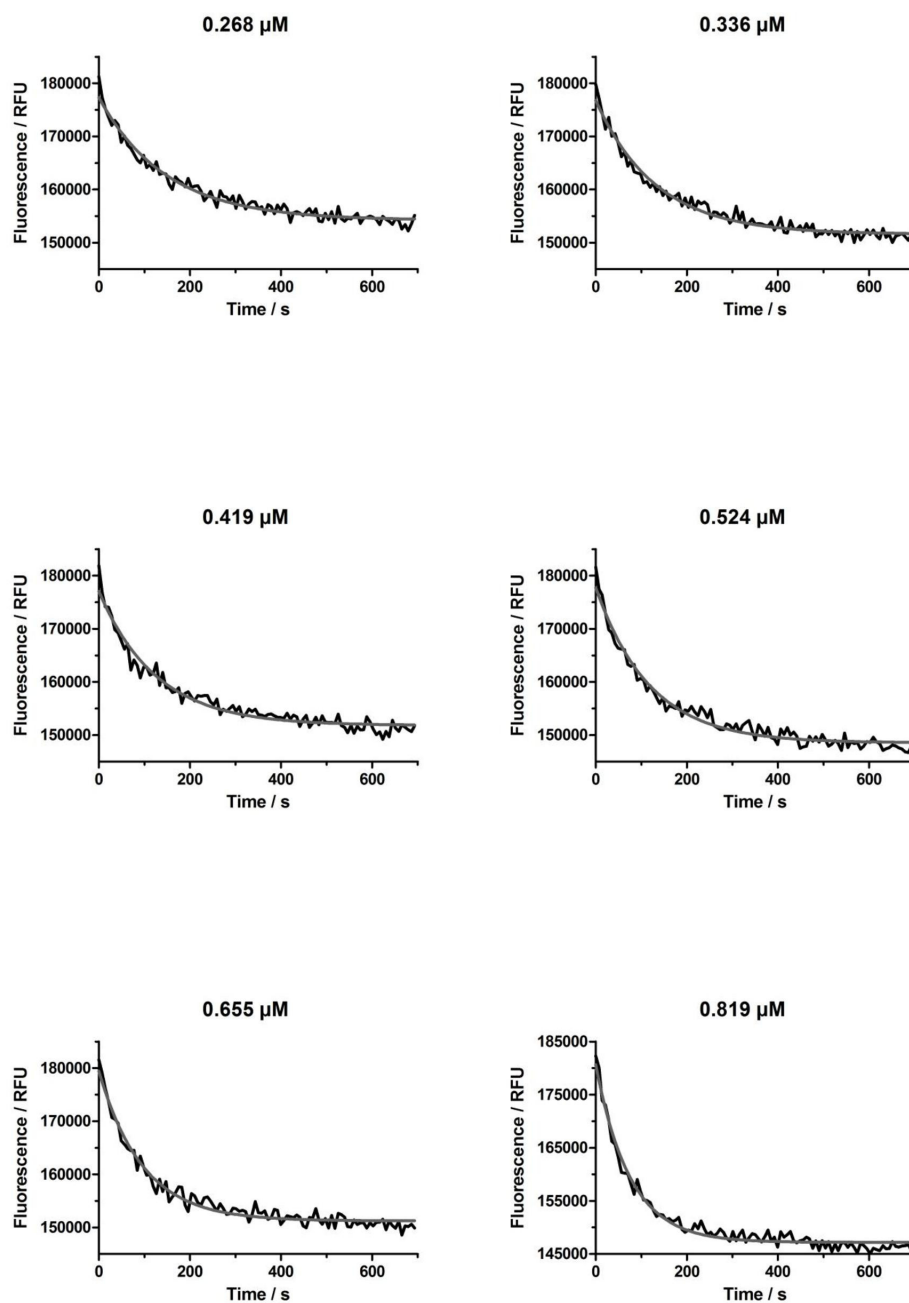 0.268 µM
Fluorescence / RFU
180000
170000
160000
150000
0 200 400 600
Time / s
0.336 µM
Fluorescence / RFU
180000
170000
160000
150000
0 200 400 600
Time / s
0.419 µM
Fluorescence / RFU
180000
170000
160000
150000
0 200 400 600
Time / s
0.524 µM
Fluorescence / RFU
180000
170000
160000
150000
0 200 400 600
Time / s
0.655 µM
Fluorescence / RFU
180000
170000
160000
150000
0 200 400 600
Time / s
0.819 µM
Fluorescence / RFU
185000
175000
165000
155000
145000
0 200 400 600
Time / s